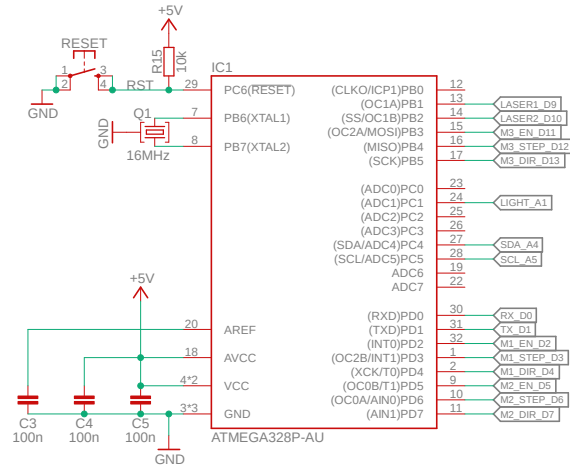 +5V
RESET
R15
10k
IC1
1
3
2
4
RST
29
PC6(RESET)
(CLKO/ICP1)PB0
12
GND
(OC1A)PB1
13
LASER1_D9
Q1
7
PB6(XTAL1)
(SS/OC1B)PB2
14
LASER2_D10
GND
(OC2A/MOSI)PB3
15
M3_EN_D11
16MHz
8
PB7(XTAL2)
(MISO)PB4
16
M3_STEP_D12
(SCK)PB5
17
M3_DIR_D13
(ADC0)PC0
23
(ADC1)PC1
24
LIGHT_A1
(ADC2)PC2
25
(ADC3)PC3
26
(SDA/ADC4)PC4
27
SDA_A4
(SCL/ADC5)PC5
28
SCL_A5
ADC6
19
ADC7
22
+5V
(RXD)PD0
30
RX_D0
20
AREF
(TXD)PD1
31
TX_D1
(INT0)PD2
32
M1_EN_D2
18
AVCC
(OC2B/INT1)PD3
1
M1_STEP_D3
(XCK/T0)PD4
2
M1_DIR_D4
4*2
VCC
(OC0B/T1)PD5
9
M2_EN_D5
(OC0A/AIN0)PD6
10
M2_STEP_D6
3*3
GND
(AIN1)PD7
11
M2_DIR_D7
C3
100n
C4
100n
C5
100n
ATMEGA328P-AU
GND